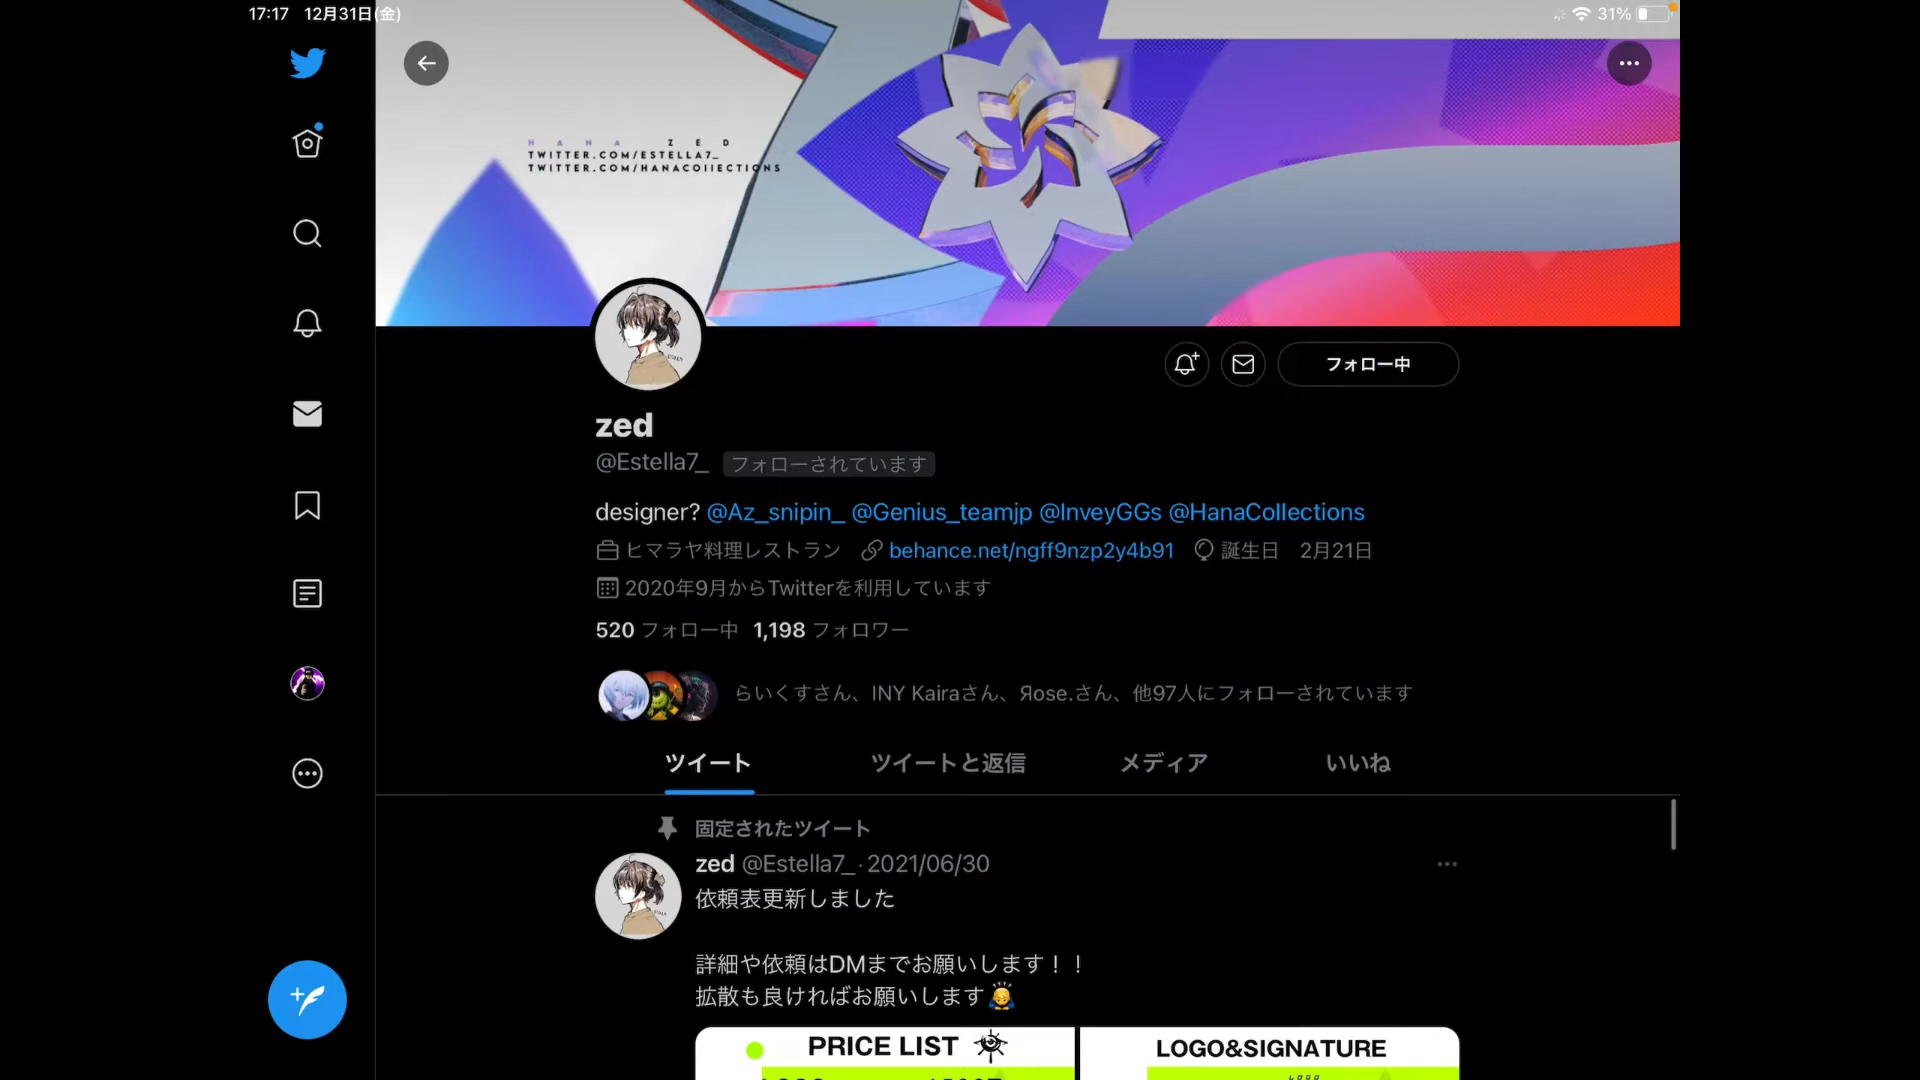 17:17 12月31日(金)
31%
HANA ZED
TWITTER.COM/ESTELLA7_
TWITTER.COM/HANACOIIECTIONS
フォロー中
zed
@Estella7_ フォローされています
designer? @Az_snipin_ @Genius_teamjp @InveyGGs @HanaCoIIections
ヒマラヤ料理レストラン behance.net/ngff9nzp2y4b91 誕生日 2月21日
2020年9月からTwitterを利用しています
520 フォロー中 1,198 フォロワー
らいくすさん、INY Kairaさん、Яose.さん、他97人にフォローされています
ツイート ツイートと返信 メディア いいね
固定されたツイート
zed @Estella7_ · 2021/06/30
依頼表更新しました
詳細や依頼はDMまでお願いします！！
拡散も良ければお願いします🙇
PRICE LIST
LOGO&SIGNATURE